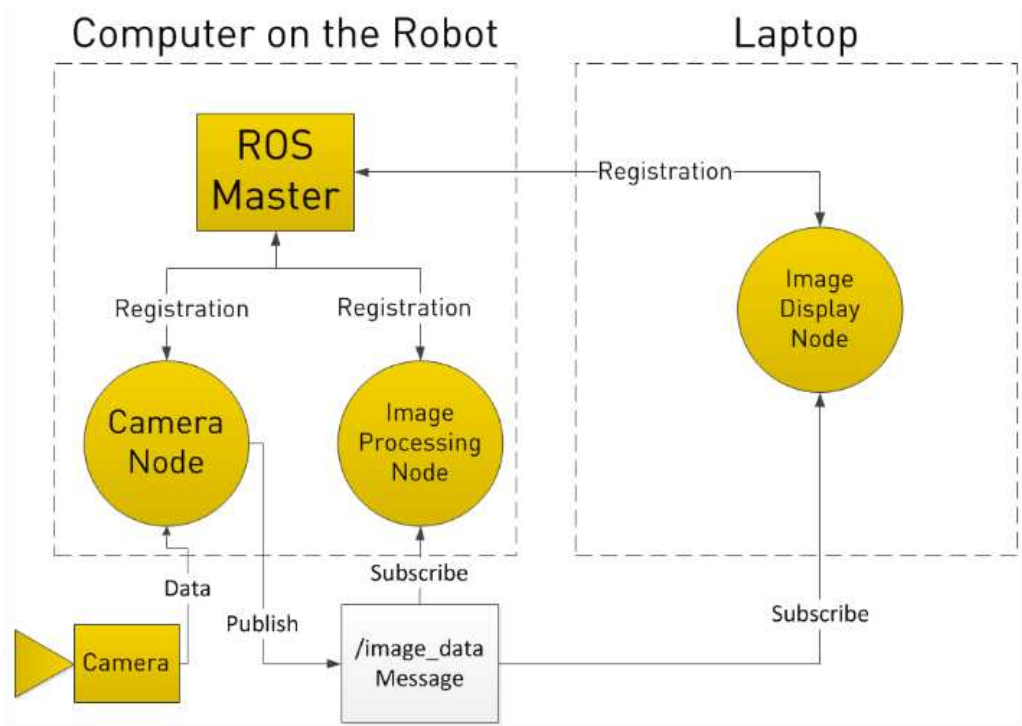 Computer on the Robot
Laptop
ROS
Master
Registration
Registration
Registration
Image
Display
Node
Camera
Node
Image
Processing
Node
Data
Subscribe
Publish
Subscribe
Camera
/image_data
Message